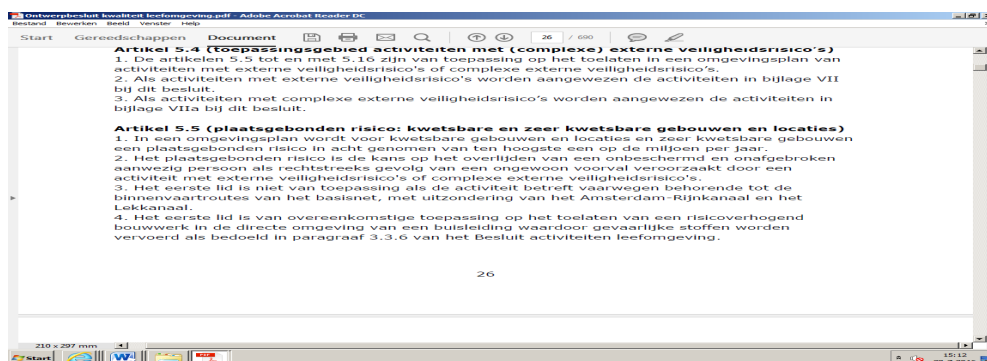 Ontwerpbesluit kwaliteit leefomgeving.pdf - Adobe Acrobat Reader DC
Bestand Bewerken Beeld Venster Help
Start Gereedschappen Document 26 / 690
Artikel 5.4 (toepassingsgebied activiteiten met (complexe) externe veiligheidsrisico's)
1. De artikelen 5.5 tot en met 5.16 zijn van toepassing op het toelaten in een omgevingsplan van
activiteiten met externe veiligheidsrisico's of complexe externe veiligheidsrisico's.
2. Als activiteiten met externe veiligheidsrisico's worden aangewezen de activiteiten in bijlage VII
bij dit besluit.
3. Als activiteiten met complexe externe veiligheidsrisico's worden aangewezen de activiteiten in
bijlage VIIa bij dit besluit.
Artikel 5.5 (plaatsgebonden risico: kwetsbare en zeer kwetsbare gebouwen en locaties)
1. In een omgevingsplan wordt voor kwetsbare gebouwen en locaties en zeer kwetsbare gebouwen
een plaatsgebonden risico in acht genomen van ten hoogste een op de miljoen per jaar.
2. Het plaatsgebonden risico is de kans op het overlijden van een onbeschermd en onafgebroken
aanwezig persoon als rechtstreeks gevolg van een ongewoon voorval veroorzaakt door een
activiteit met externe veiligheidsrisico's of complexe externe veiligheidsrisico's.
3. Het eerste lid is niet van toepassing als de activiteit betreft vaarwegen behorende tot de
binnenvaartroutes van het basisnet, met uitzondering van het Amsterdam-Rijnkanaal en het
Lekkanaal.
4. Het eerste lid is van overeenkomstige toepassing op het toelaten van een risicoverhogend
bouwwerk in de directe omgeving van een buisleiding waardoor gevaarlijke stoffen worden
vervoerd als bedoeld in paragraaf 3.3.6 van het Besluit activiteiten leefomgeving.
26
210 x 297 mm
Start 15:12